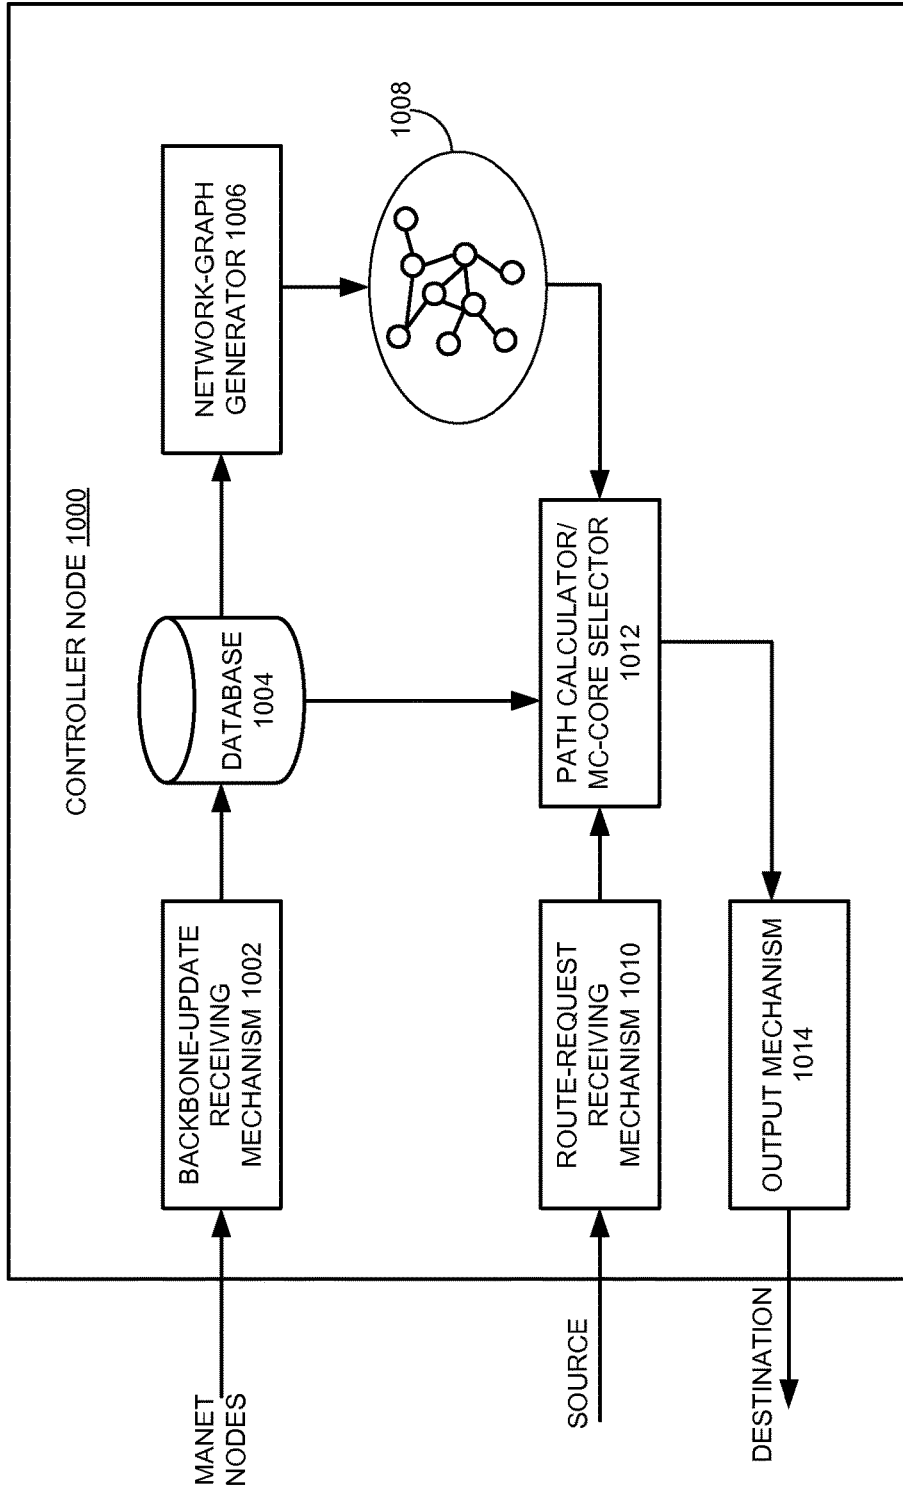 CONTROLLER NODE 1000
MANET
NODES
BACKBONE-UPDATE
RECEIVING
MECHANISM 1002
DATABASE
1004
NETWORK-GRAPH
GENERATOR 1006
1008
SOURCE
ROUTE-REQUEST
RECEIVING
MECHANISM 1010
PATH CALCULATOR/
MC-CORE SELECTOR
1012
DESTINATION
OUTPUT MECHANISM
1014